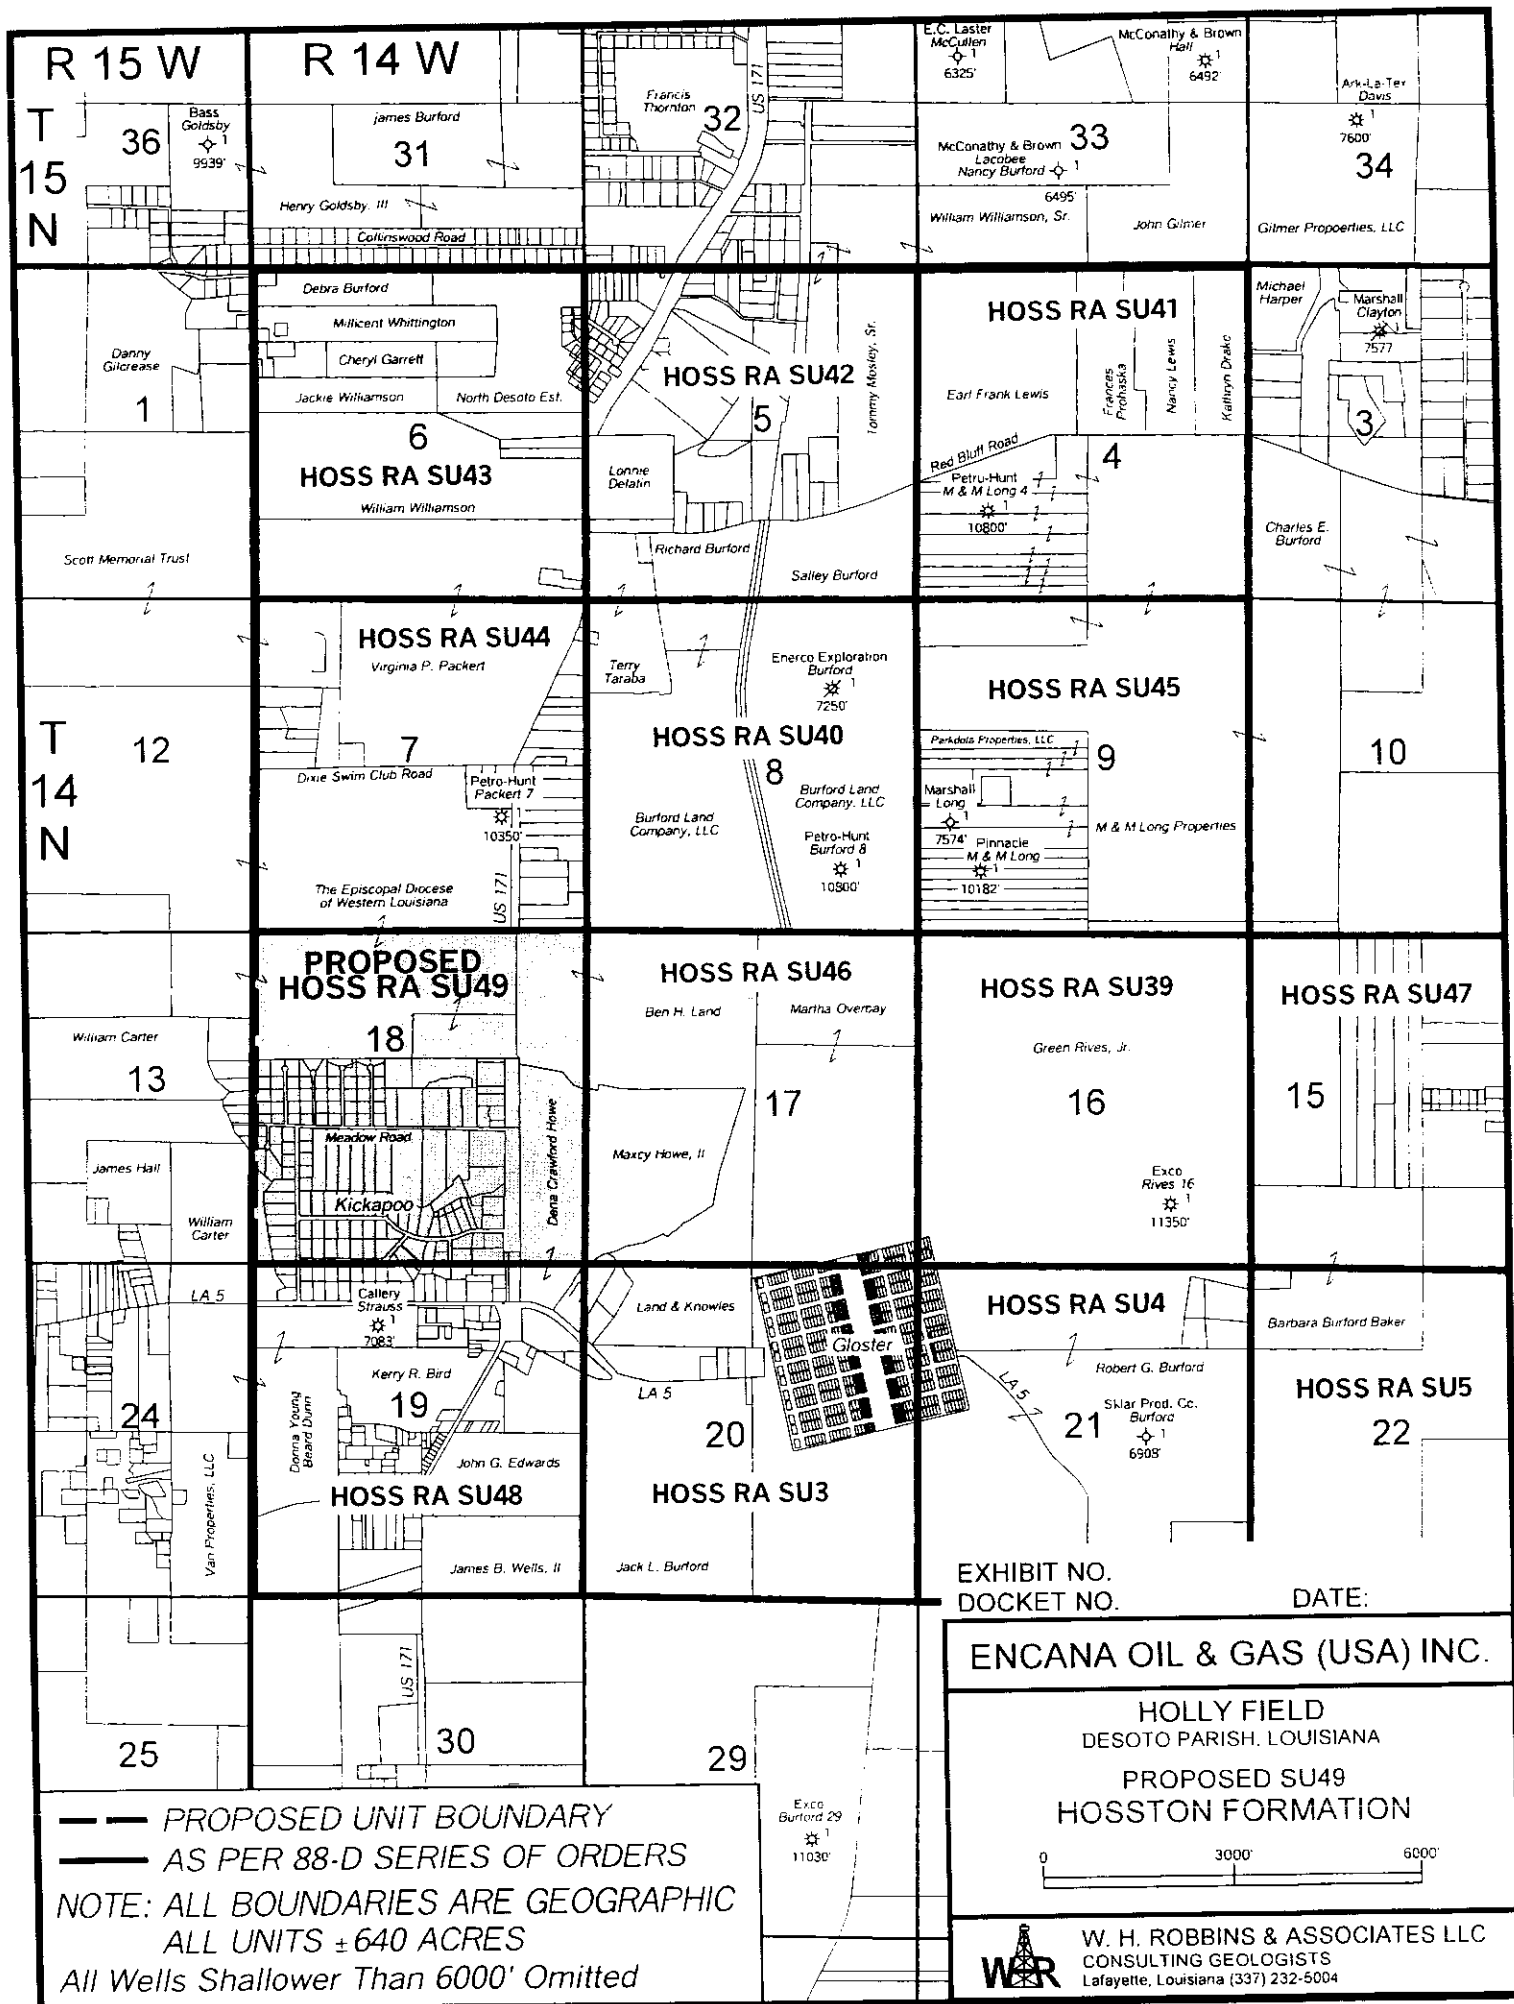 R 15 W
R 14 W
T
15
N
36
Bass
Goldsby
1
9939'
james Burford
31
Henry Goldsby, III
Collinswood Road
Francis
Thornton
32
US 171
E.C. Laster
McCullen
1
6325'
McConathy & Brown
Hall
1
6492'
McConathy & Brown
33
Lacobee
Nancy Burford
1
6495'
William Williamson, Sr.
John Gilmer
Ark-La-Tex
Davis
1
7600'
34
Gilmer Propoerties, LLC
Danny
Gilcrease
1
Scott Memorial Trust
Debra Burford
Millicent Whittington
Cheryl Garrett
Jackie Williamson
North Desoto Est.
6
HOSS RA SU43
William Williamson
HOSS RA SU42
5
Tommy Mosley, Sr.
Lonnie
Delatin
Richard Burford
Salley Burford
HOSS RA SU41
Earl Frank Lewis
Frances
Prohaska
Nancy Lewis
Kathryn Drake
Red Bluff Road
4
Petru-Hunt
M & M Long 4
1
10800'
Michael
Harper
Marshall
Clayton
1
7577
3
Charles E.
Burford
T
14
N
12
HOSS RA SU44
Virginia P. Packert
7
Dixie Swim Club Road
Petro-Hunt
Packert 7
1
10350'
The Episcopal Diocese
of Western Louisiana
US 171
Terry
Taraba
Enerco Exploration
Burford
1
7250'
HOSS RA SU40
8
Burford Land
Company, LLC
Burford Land
Company, LLC
Petro-Hunt
Burford 8
1
10800'
HOSS RA SU45
Parkdols Properties, LLC
9
Marshall
Long
1
7574'
Pinnacle
M & M Long
1
10182'
M & M Long Properties
10
William Carter
13
James Hall
William
Carter
PROPOSED
HOSS RA SU49
18
Meadow Road
Kickapoo
Dena Crawford Howe
HOSS RA SU46
Ben H. Land
Martha Overbay
17
Maxcy Howe, II
HOSS RA SU39
Green Rives, Jr.
16
Exco
Rives 16
1
11350'
HOSS RA SU47
15
LA 5
24
Van Properties, LLC
Callery
Strauss
1
7083'
Kerry R. Bird
19
Donna Young
Beard Dunn
John G. Edwards
HOSS RA SU48
James B. Wells, II
Land & Knowles
Gloster
LA 5
20
HOSS RA SU3
Jack L. Burford
HOSS RA SU4
Robert G. Burford
LA 5
21
Sklar Prod. Co.
Burford
1
6908'
Barbara Burford Baker
HOSS RA SU5
22
25
US 171
30
29
Exco
Burford 29
1
11030'
EXHIBIT NO.
DOCKET NO.
DATE:
ENCANA OIL & GAS (USA) INC.
HOLLY FIELD
DESOTO PARISH, LOUISIANA
PROPOSED SU49
HOSSTON FORMATION
0 3000' 6000'
PROPOSED UNIT BOUNDARY
AS PER 88-D SERIES OF ORDERS
NOTE: ALL BOUNDARIES ARE GEOGRAPHIC
ALL UNITS ±640 ACRES
All Wells Shallower Than 6000' Omitted
WR
W. H. ROBBINS & ASSOCIATES LLC
CONSULTING GEOLOGISTS
Lafayette, Louisiana (337) 232-5004